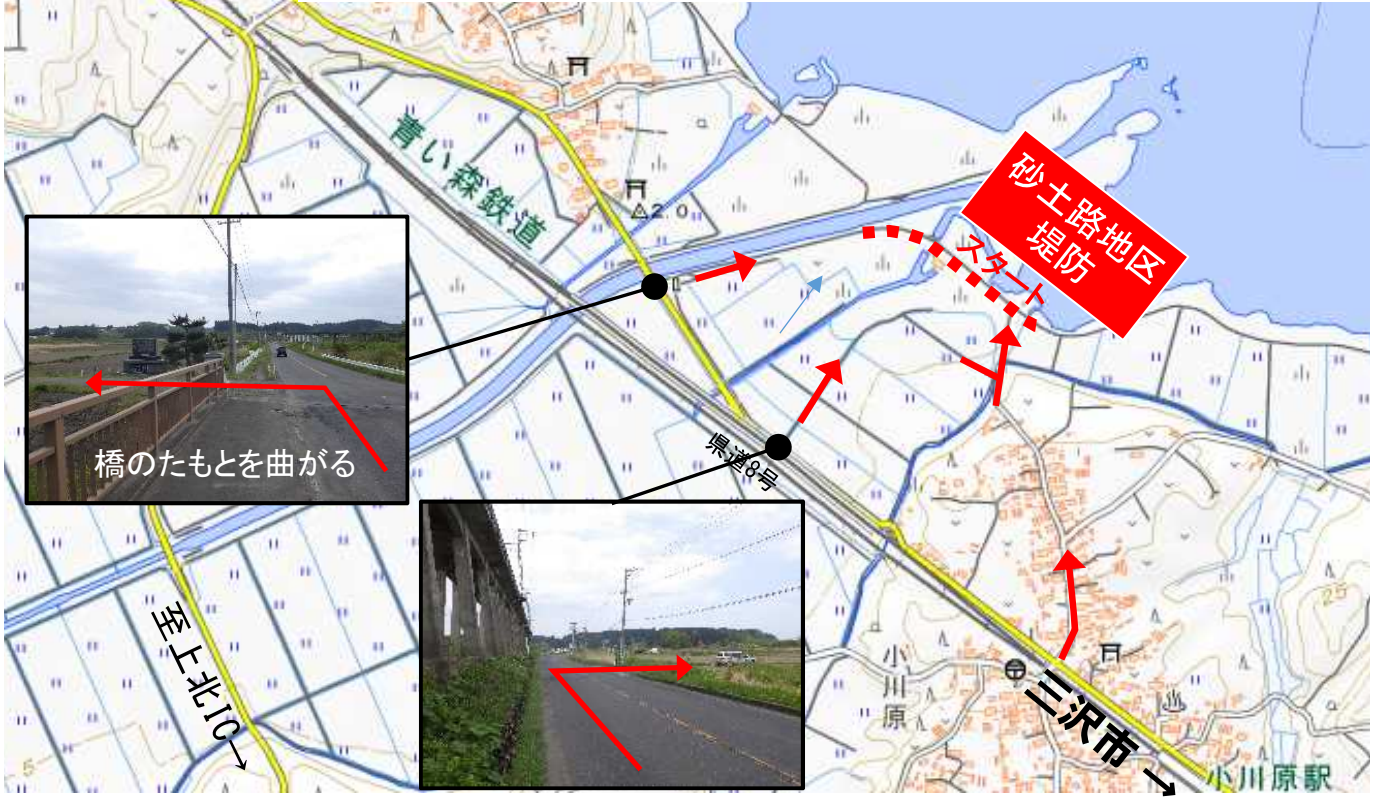 青い森鉄道
2.0
砂土路地区
堤防
スタート
橋のたもとを曲がる
県道8号
至上北IC→
小川原
三沢市→
小川原駅
25
5